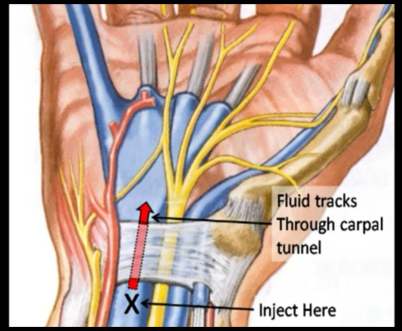 Fluid tracks
Through carpal
tunnel
X
Inject Here